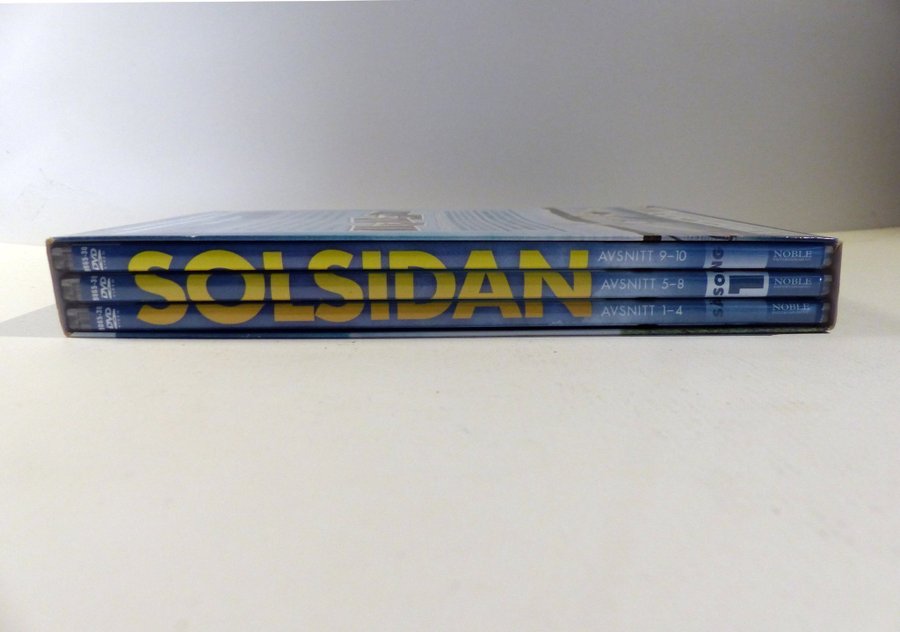 SOLSIDAN
AVSNITT 9-10
AVSNITT 5-8
AVSNITT 1-4
SÄSONG
1
NOBLE
NOBLE
NOBLE
DVD
DVD
DVD